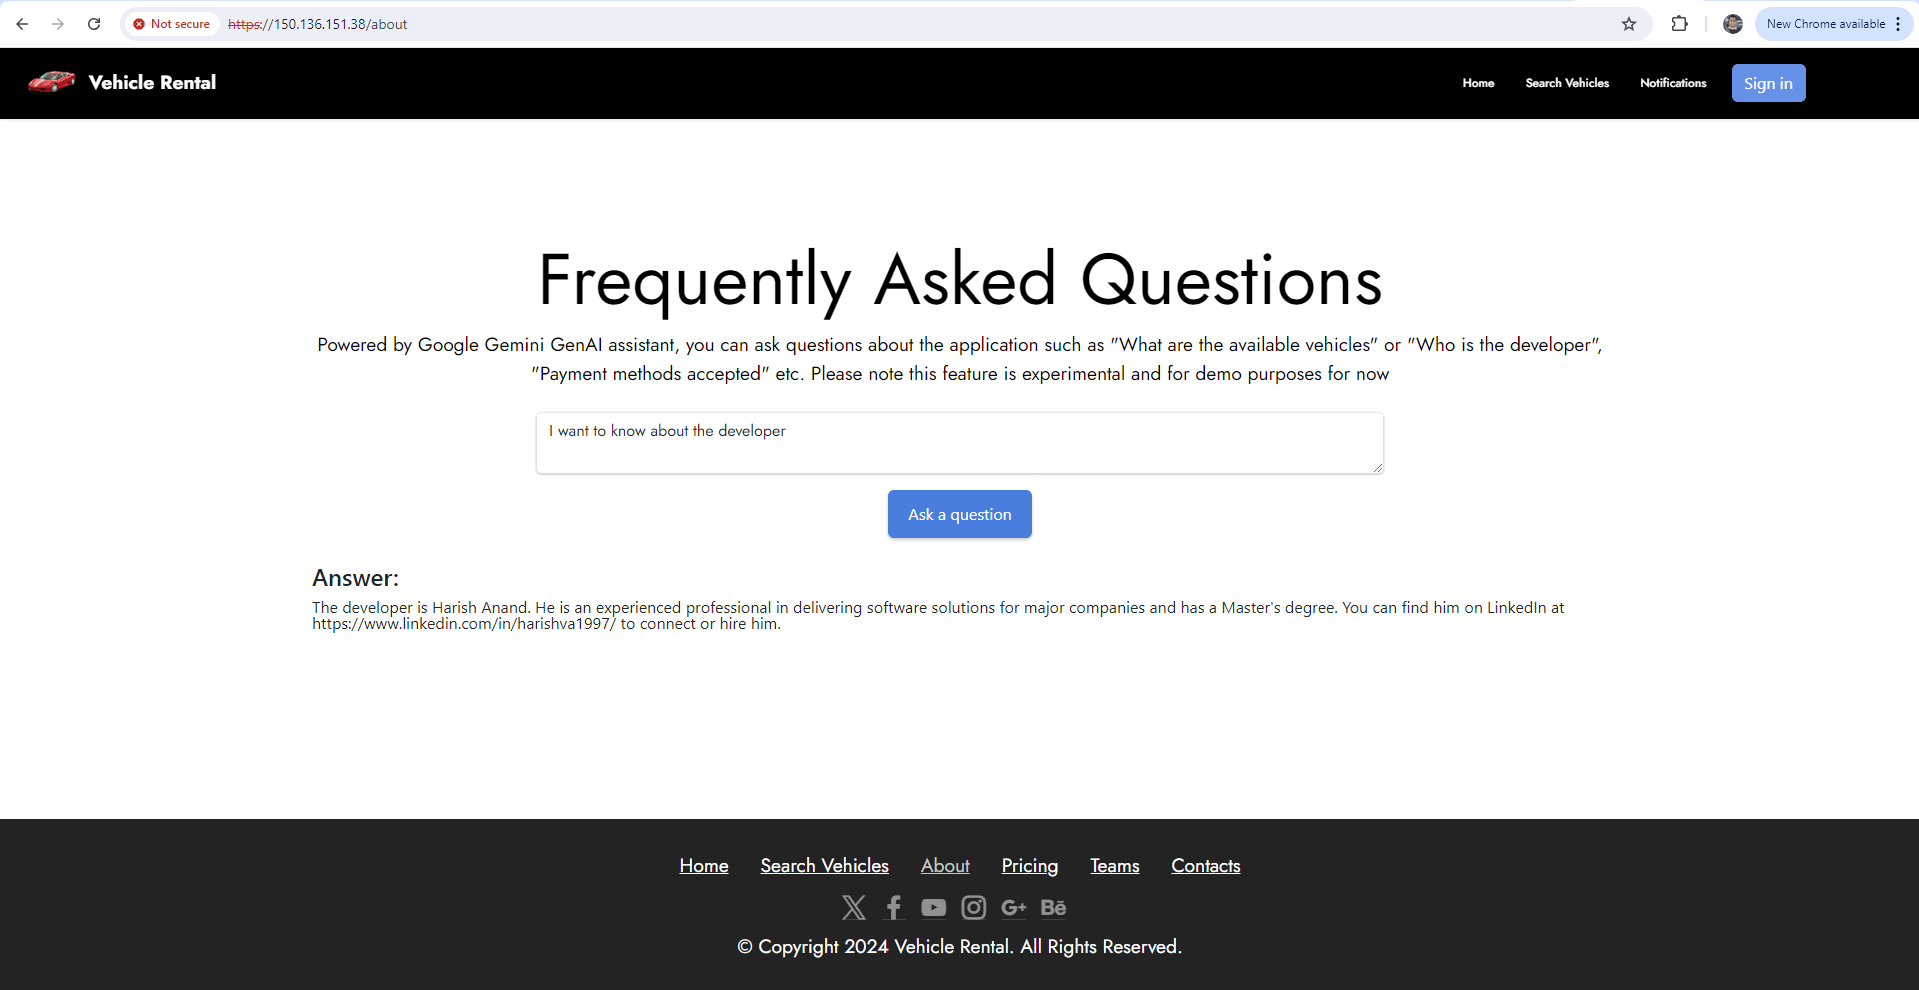 Not secure https://150.136.151.38/about New Chrome available
Vehicle Rental Home Search Vehicles Notifications Sign in
Frequently Asked Questions
Powered by Google Gemini GenAI assistant, you can ask questions about the application such as "What are the available vehicles" or "Who is the developer",
"Payment methods accepted" etc. Please note this feature is experimental and for demo purposes for now
I want to know about the developer
Ask a question
Answer:
The developer is Harish Anand. He is an experienced professional in delivering software solutions for major companies and has a Master's degree. You can find him on LinkedIn at
https://www.linkedin.com/in/harishva1997/ to connect or hire him.
Home Search Vehicles About Pricing Teams Contacts
G+ Bē
© Copyright 2024 Vehicle Rental. All Rights Reserved.